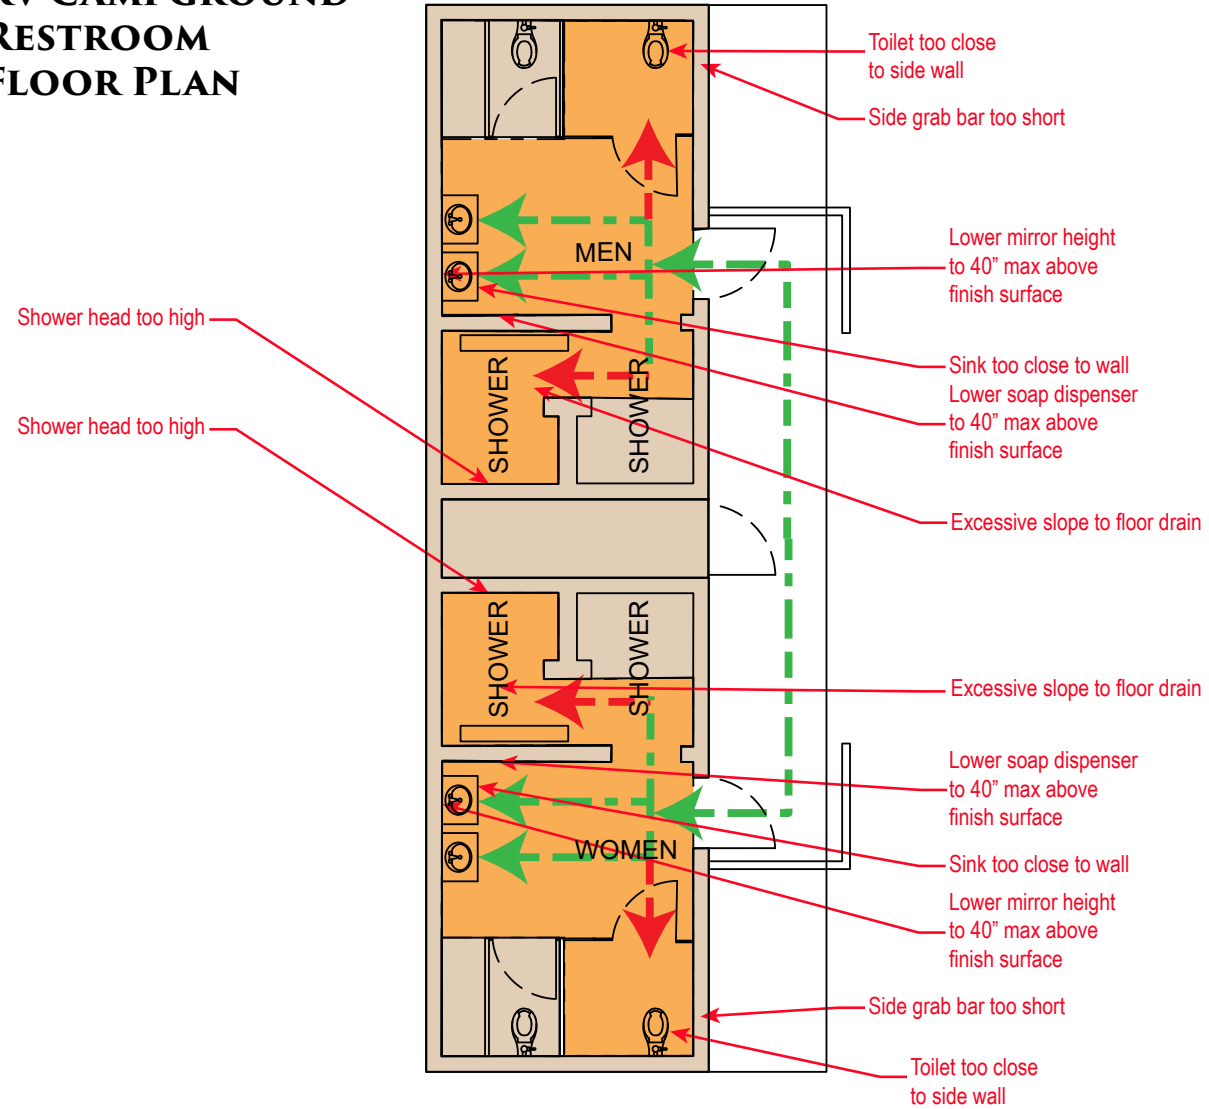 RV CAMPGROUND
RESTROOM
FLOOR PLAN
Toilet too close
to side wall
Side grab bar too short
MEN
Lower mirror height
to 40” max above
finish surface
Shower head too high
Sink too close to wall
Lower soap dispenser
to 40” max above
finish surface
SHOWER
SHOWER
Shower head too high
Excessive slope to floor drain
SHOWER
SHOWER
Excessive slope to floor drain
Lower soap dispenser
to 40” max above
finish surface
WOMEN
Sink too close to wall
Lower mirror height
to 40” max above
finish surface
Side grab bar too short
Toilet too close
to side wall